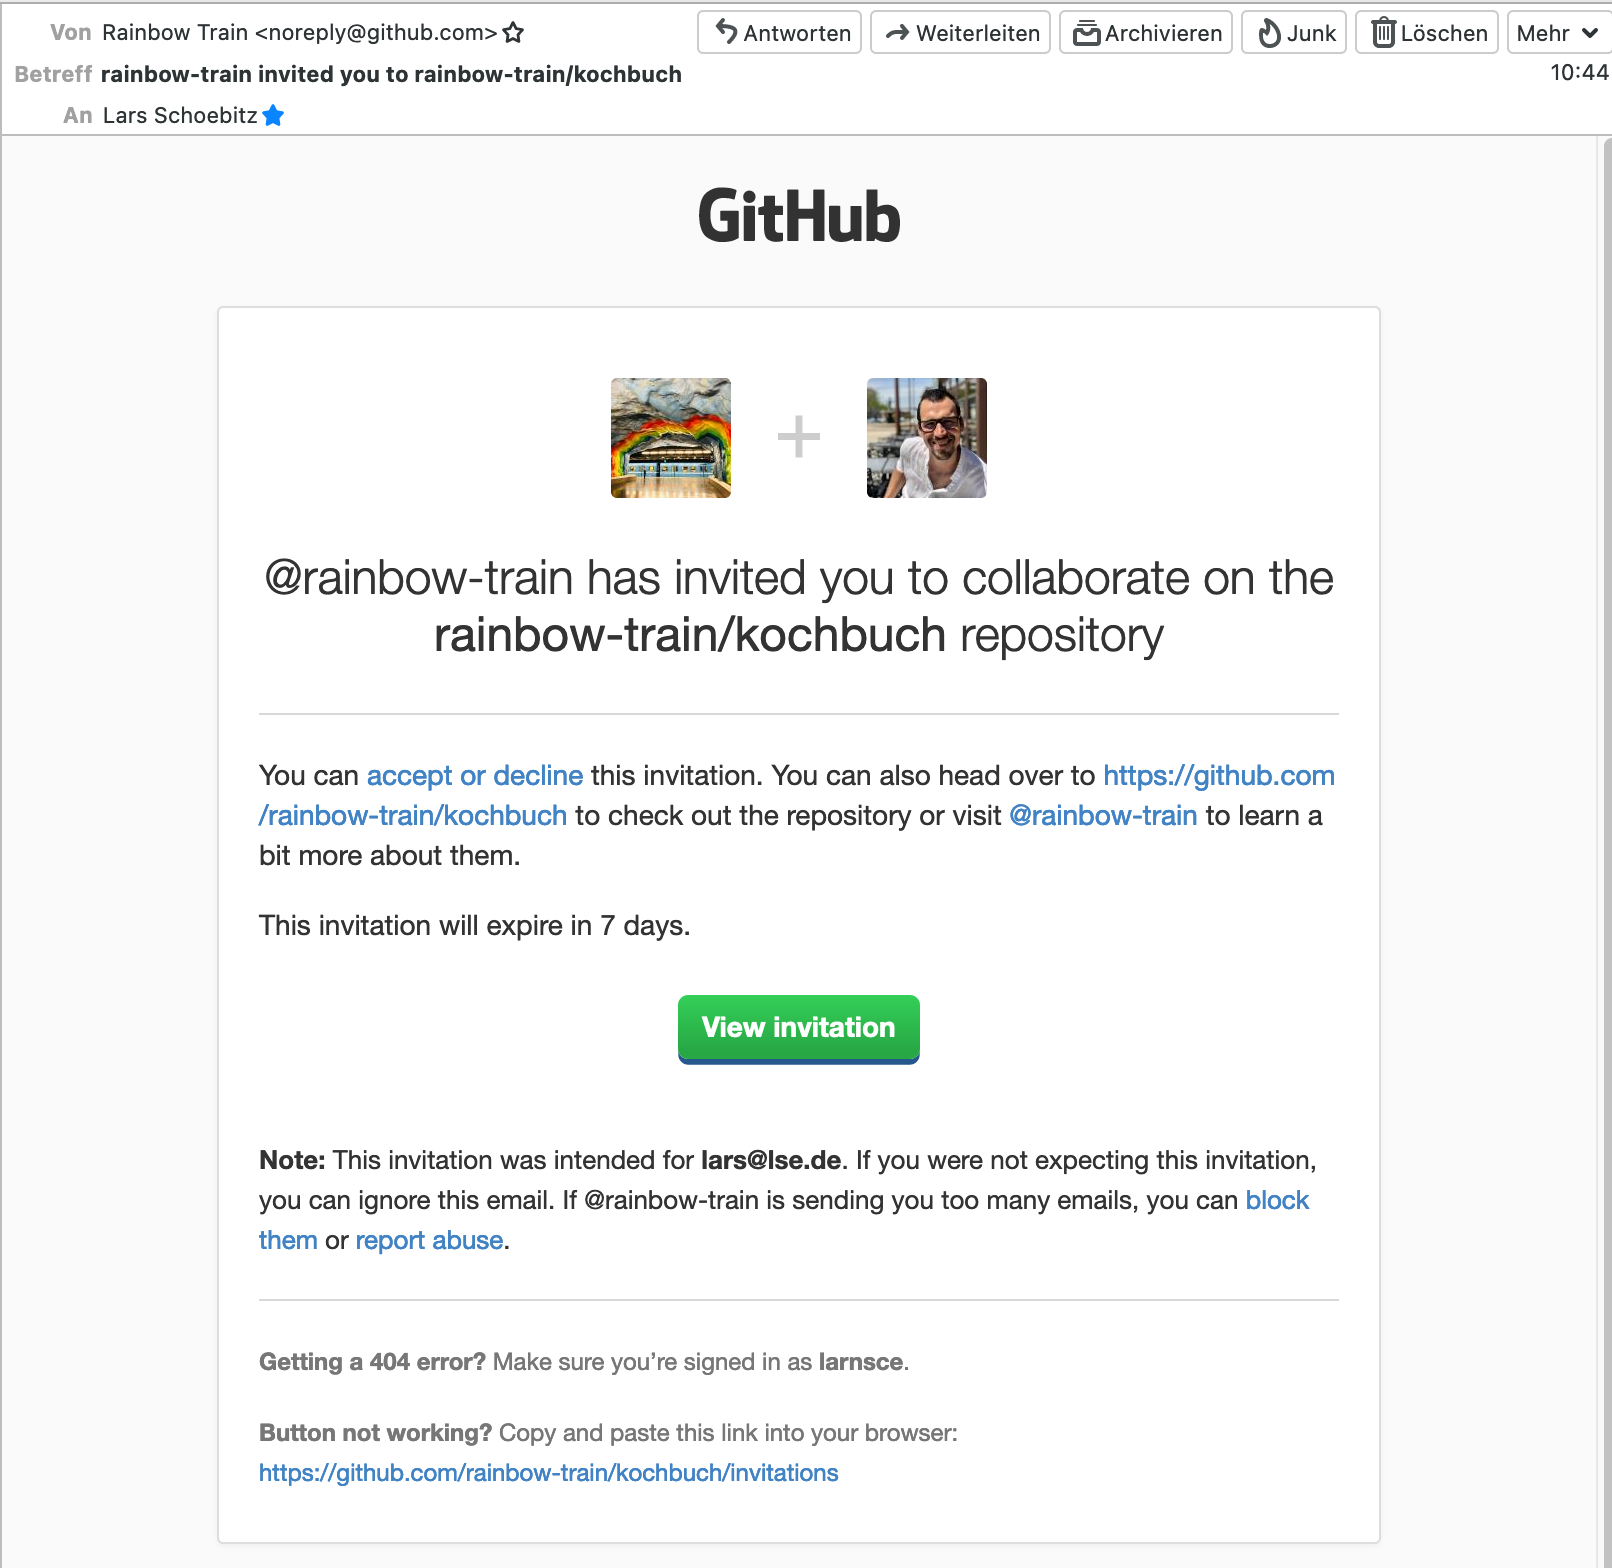 Von Rainbow Train <noreply@github.com>
Antworten Weiterleiten Archivieren Junk Löschen Mehr
Betreff rainbow-train invited you to rainbow-train/kochbuch
10:44
An Lars Schoebitz
GitHub
@rainbow-train has invited you to collaborate on the
rainbow-train/kochbuch repository
You can accept or decline this invitation. You can also head over to https://github.com
/rainbow-train/kochbuch to check out the repository or visit @rainbow-train to learn a
bit more about them.
This invitation will expire in 7 days.
View invitation
Note: This invitation was intended for lars@lse.de. If you were not expecting this invitation,
you can ignore this email. If @rainbow-train is sending you too many emails, you can block
them or report abuse.
Getting a 404 error? Make sure you’re signed in as larnsce.
Button not working? Copy and paste this link into your browser:
https://github.com/rainbow-train/kochbuch/invitations